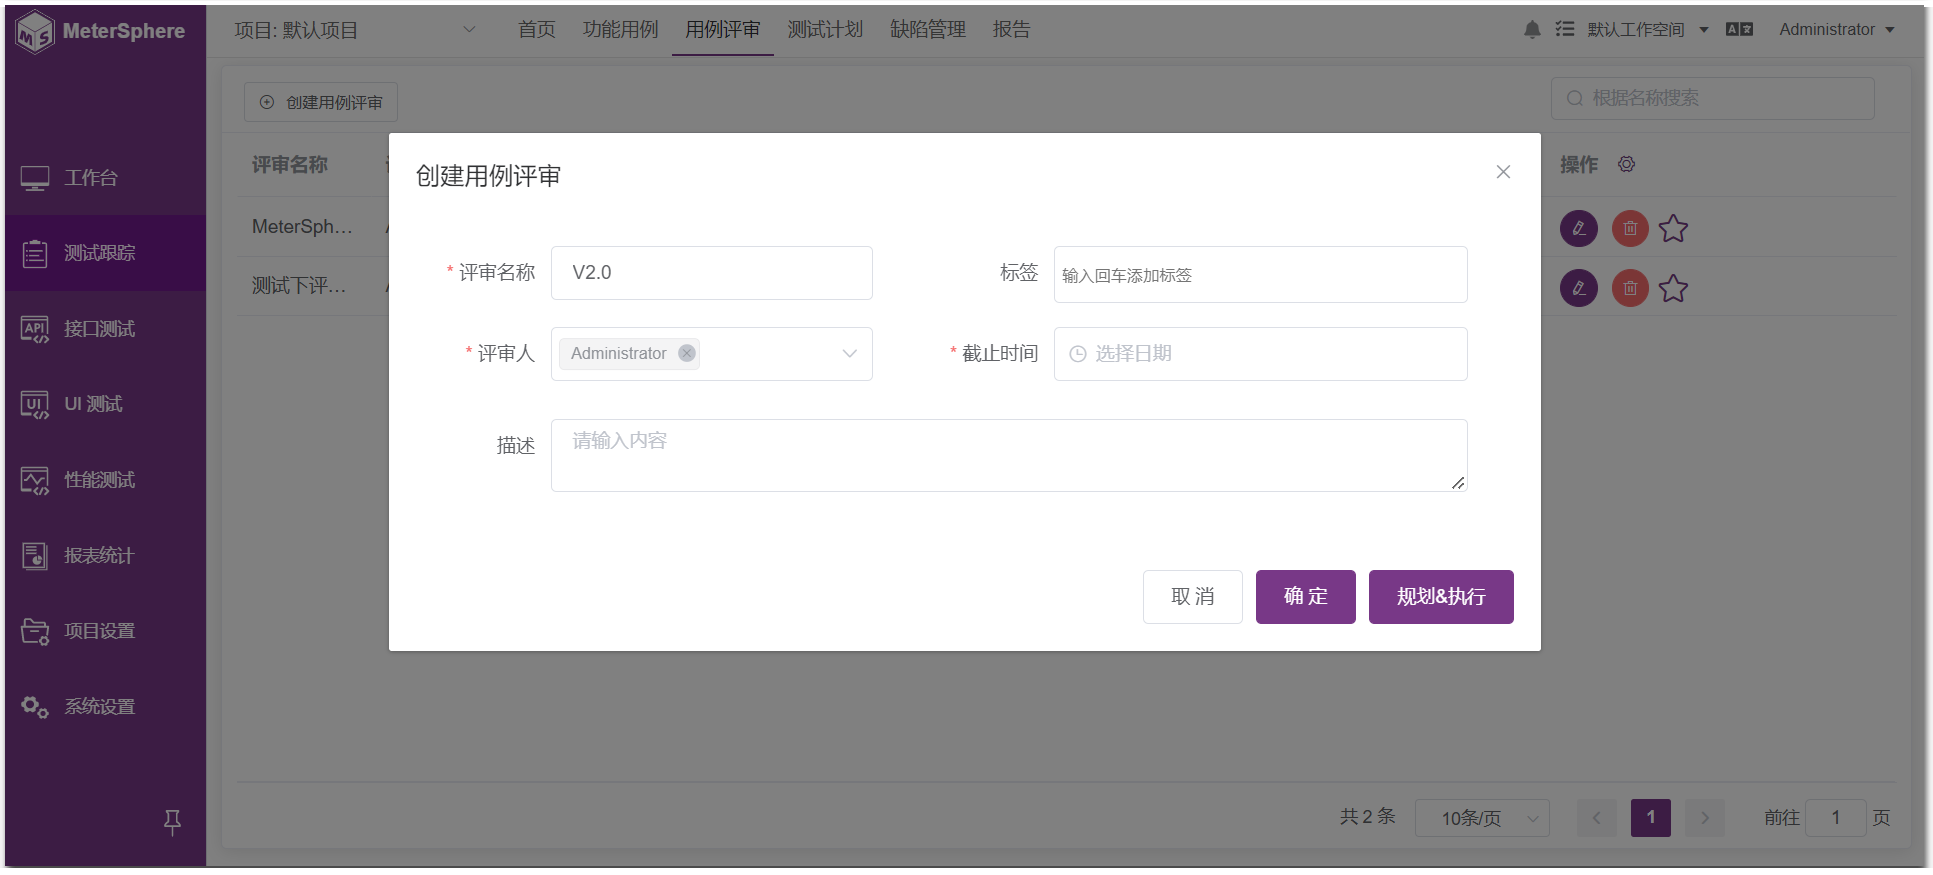 MeterSphere
项目: 默认项目
首页 功能用例 用例评审 测试计划 缺陷管理 报告
默认工作空间
Administrator
创建用例评审
根据名称搜索
工作台
测试跟踪
接口测试
UI 测试
性能测试
报表统计
项目设置
系统设置
评审名称
操作
MeterSph...
测试下评...
创建用例评审
* 评审名称 V2.0
标签 输入回车添加标签
* 评审人 Administrator
* 截止时间 选择日期
描述 请输入内容
取 消 确 定 规划&执行
共 2 条 10条/页 1 前往 1 页